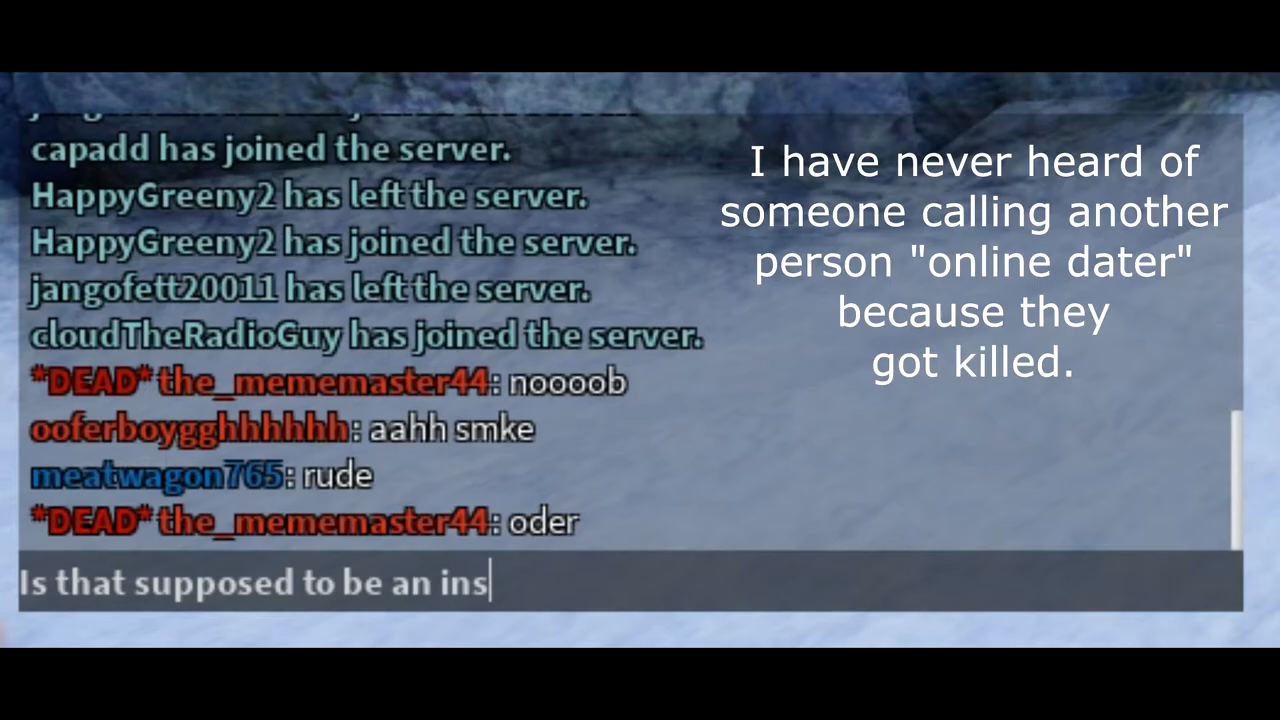 capadd has joined the server.
HappyGreeny2 has left the server.
HappyGreeny2 has joined the server.
jangofett20011 has left the server.
cloudTheRadioGuy has joined the server.
*DEAD* the_mememaster44: noooob
ooferboygghhhhhh: aahh smke
meatwagon765: rude
*DEAD* the_mememaster44: oder
Is that supposed to be an ins
I have never heard of
someone calling another
person "online dater"
because they
got killed.